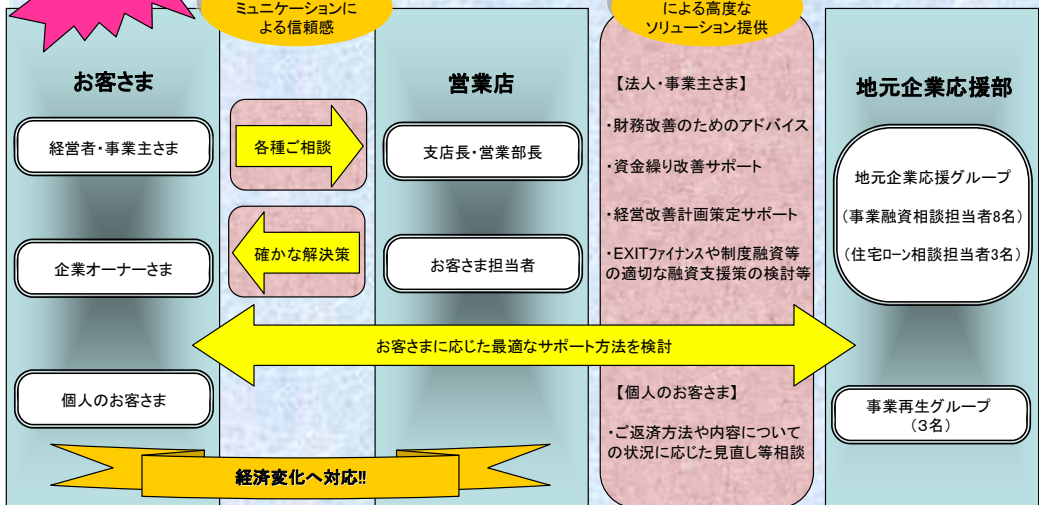 ミュニケーションに
よる信頼感
による高度な
ソリューション提供
お客さま
経営者・事業主さま
企業オーナーさま
個人のお客さま
各種ご相談
確かな解決策
営業店
支店長・営業部長
お客さま担当者
【法人・事業主さま】
・財務改善のためのアドバイス
・資金繰り改善サポート
・経営改善計画策定サポート
・EXITファイナンスや制度融資等
の適切な融資支援策の検討等
地元企業応援部
地元企業応援グループ
(事業融資相談担当者8名)
(住宅ローン相談担当者3名)
お客さまに応じた最適なサポート方法を検討
【個人のお客さま】
・ご返済方法や内容について
の状況に応じた見直し等相談
事業再生グループ
(3名)
経済変化へ対応!!